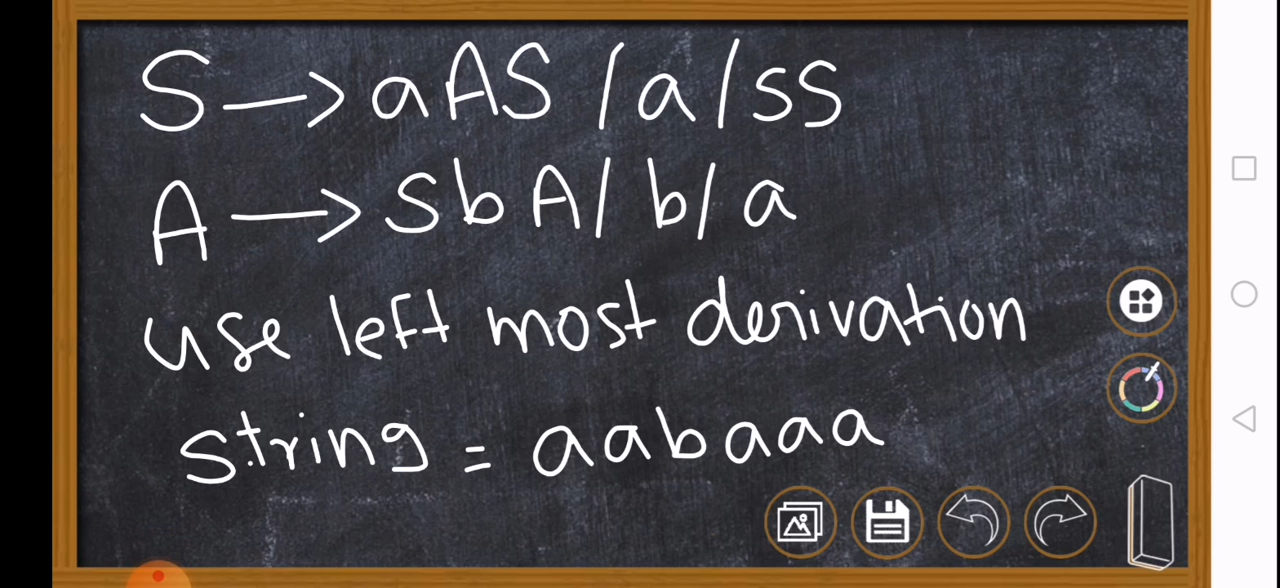 S → aAS / a / SS
A → SbA / b / a
use left most derivation
string = aabaaa